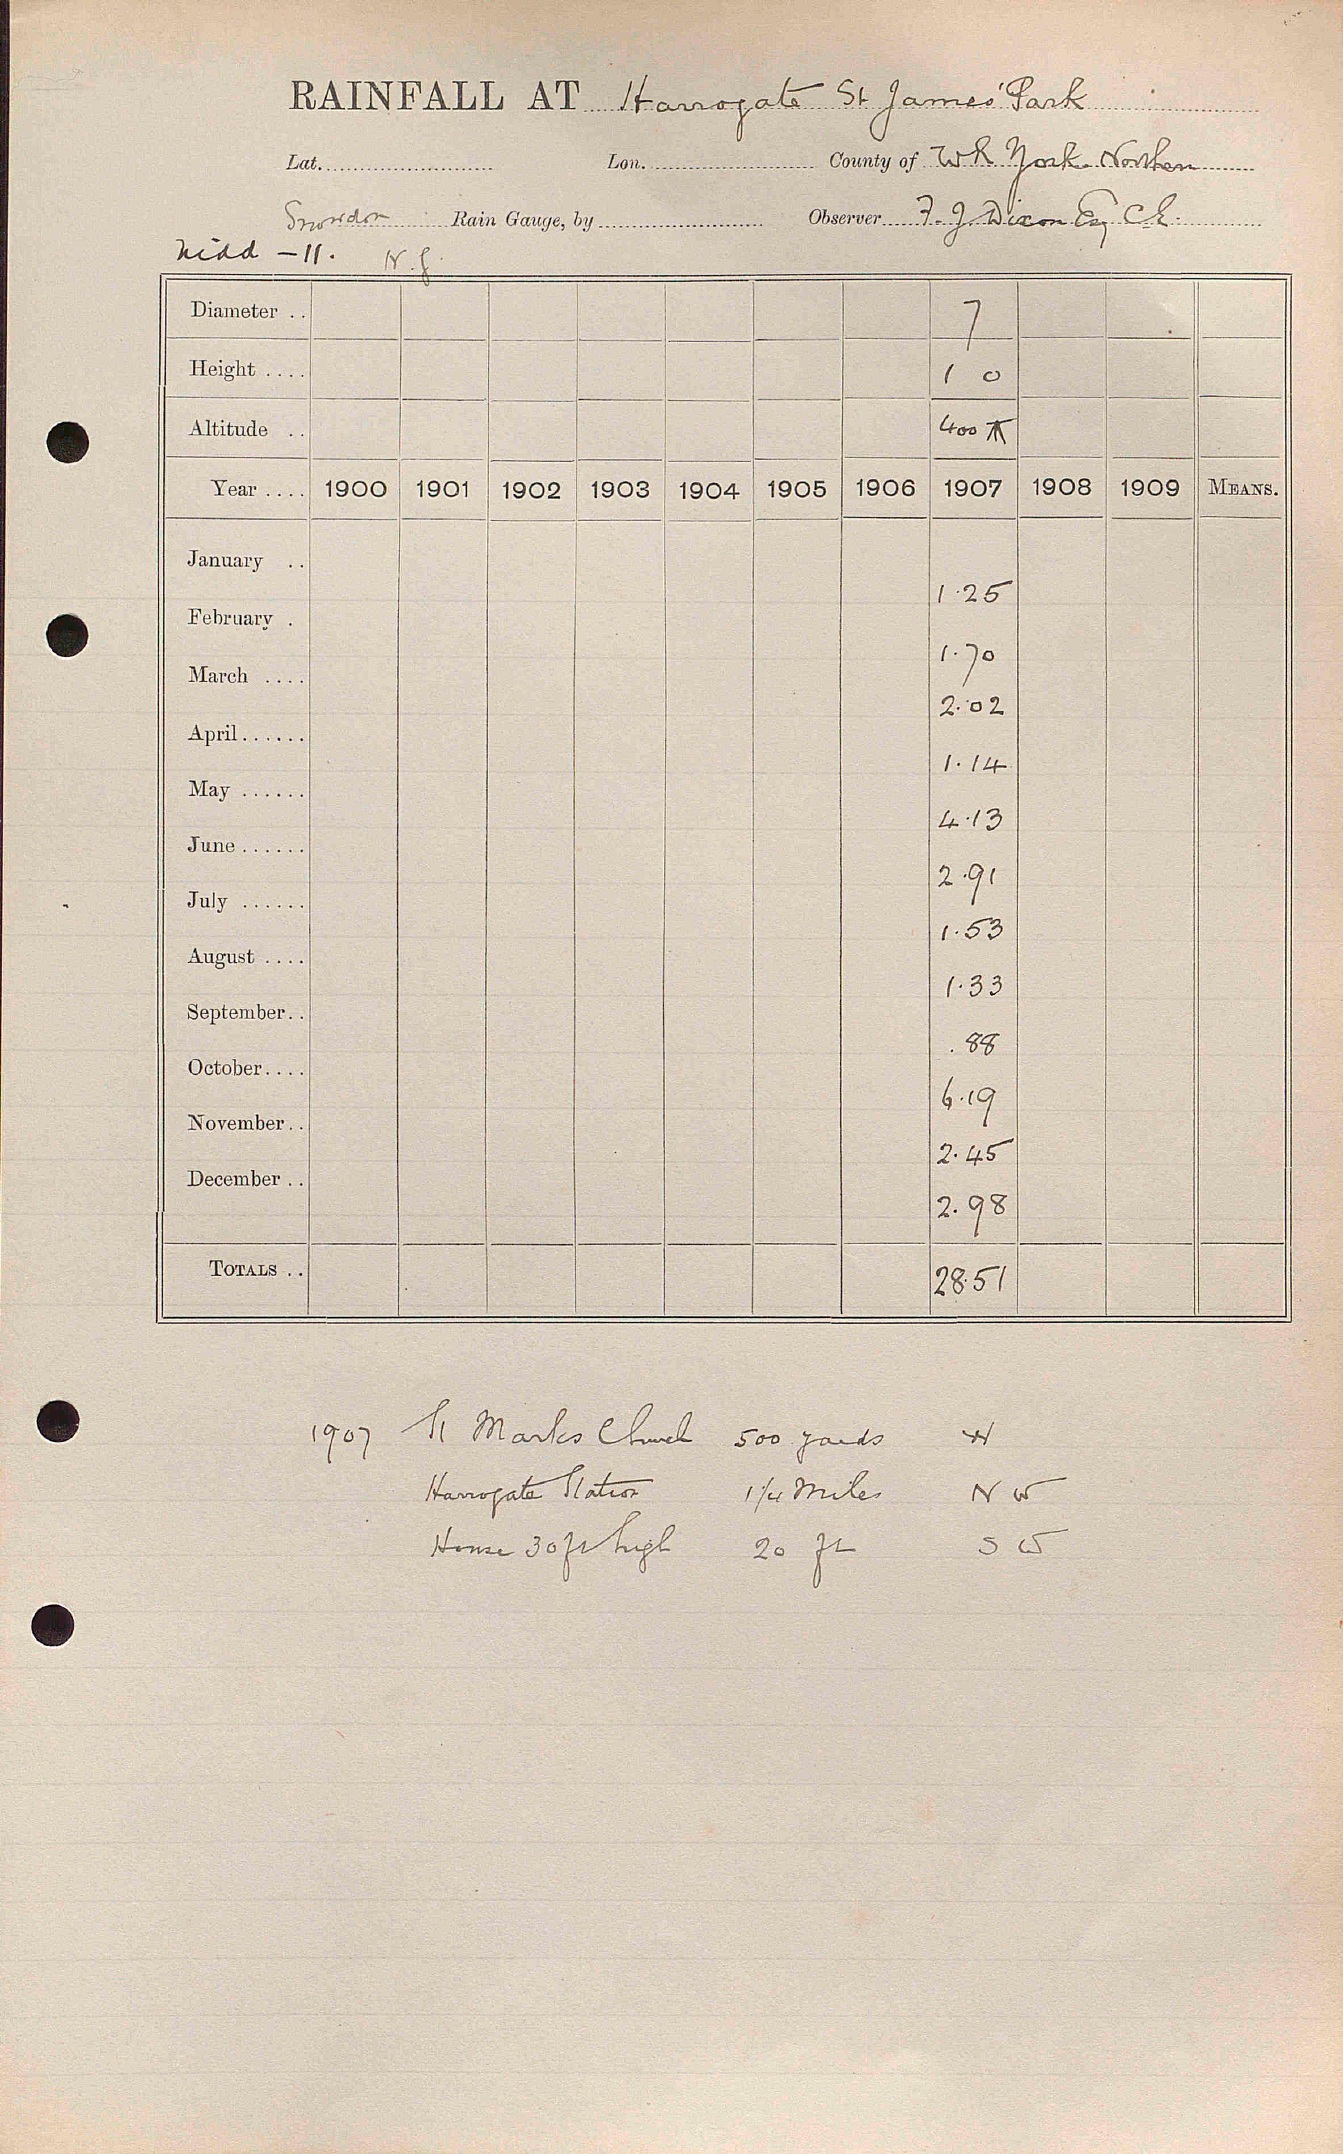 RAINFALL AT Harrogate St James' Park
Lat. Lon. County of W R York Northern
Snowdon Rain Gauge, by Observer F. J. Dixon Esq C.E.
Nidd - 11.
Diameter .. 7
Height .... 1 0
Altitude .. 400
Year .... 1900 1901 1902 1903 1904 1905 1906 1907 1908 1909 MEANS.
January .. 1.25
February . 1.70
March .... 2.02
April ...... 1.14
May ...... 4.13
June ...... 2.91
July ...... 1.53
August .... 1.33
September .. .88
October .... 6.19
November .. 2.45
December .. 2.98
TOTALS .. 28.51
1907 St Marks Church 500 yards
Harrogate Station 1 1/4 Miles N W
House 30 ft high 20 ft S W